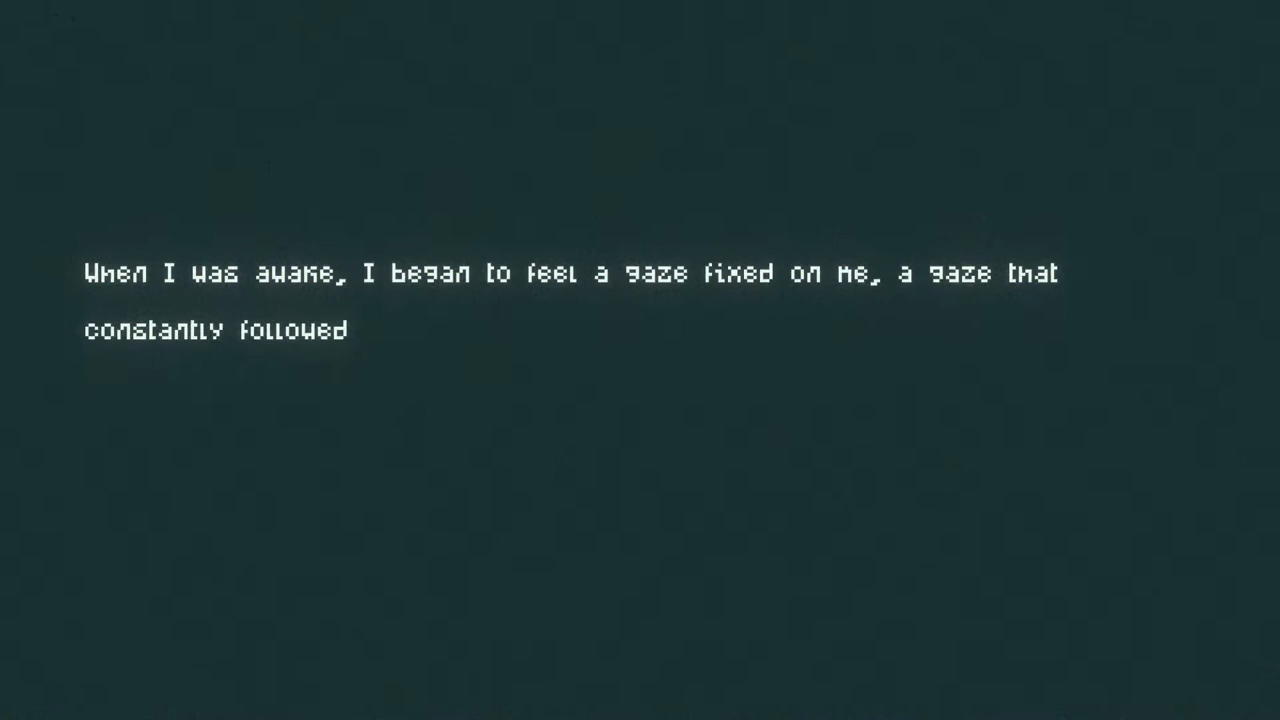 When I was awake, I began to feel a gaze fixed on me, a gaze that
constantly followed